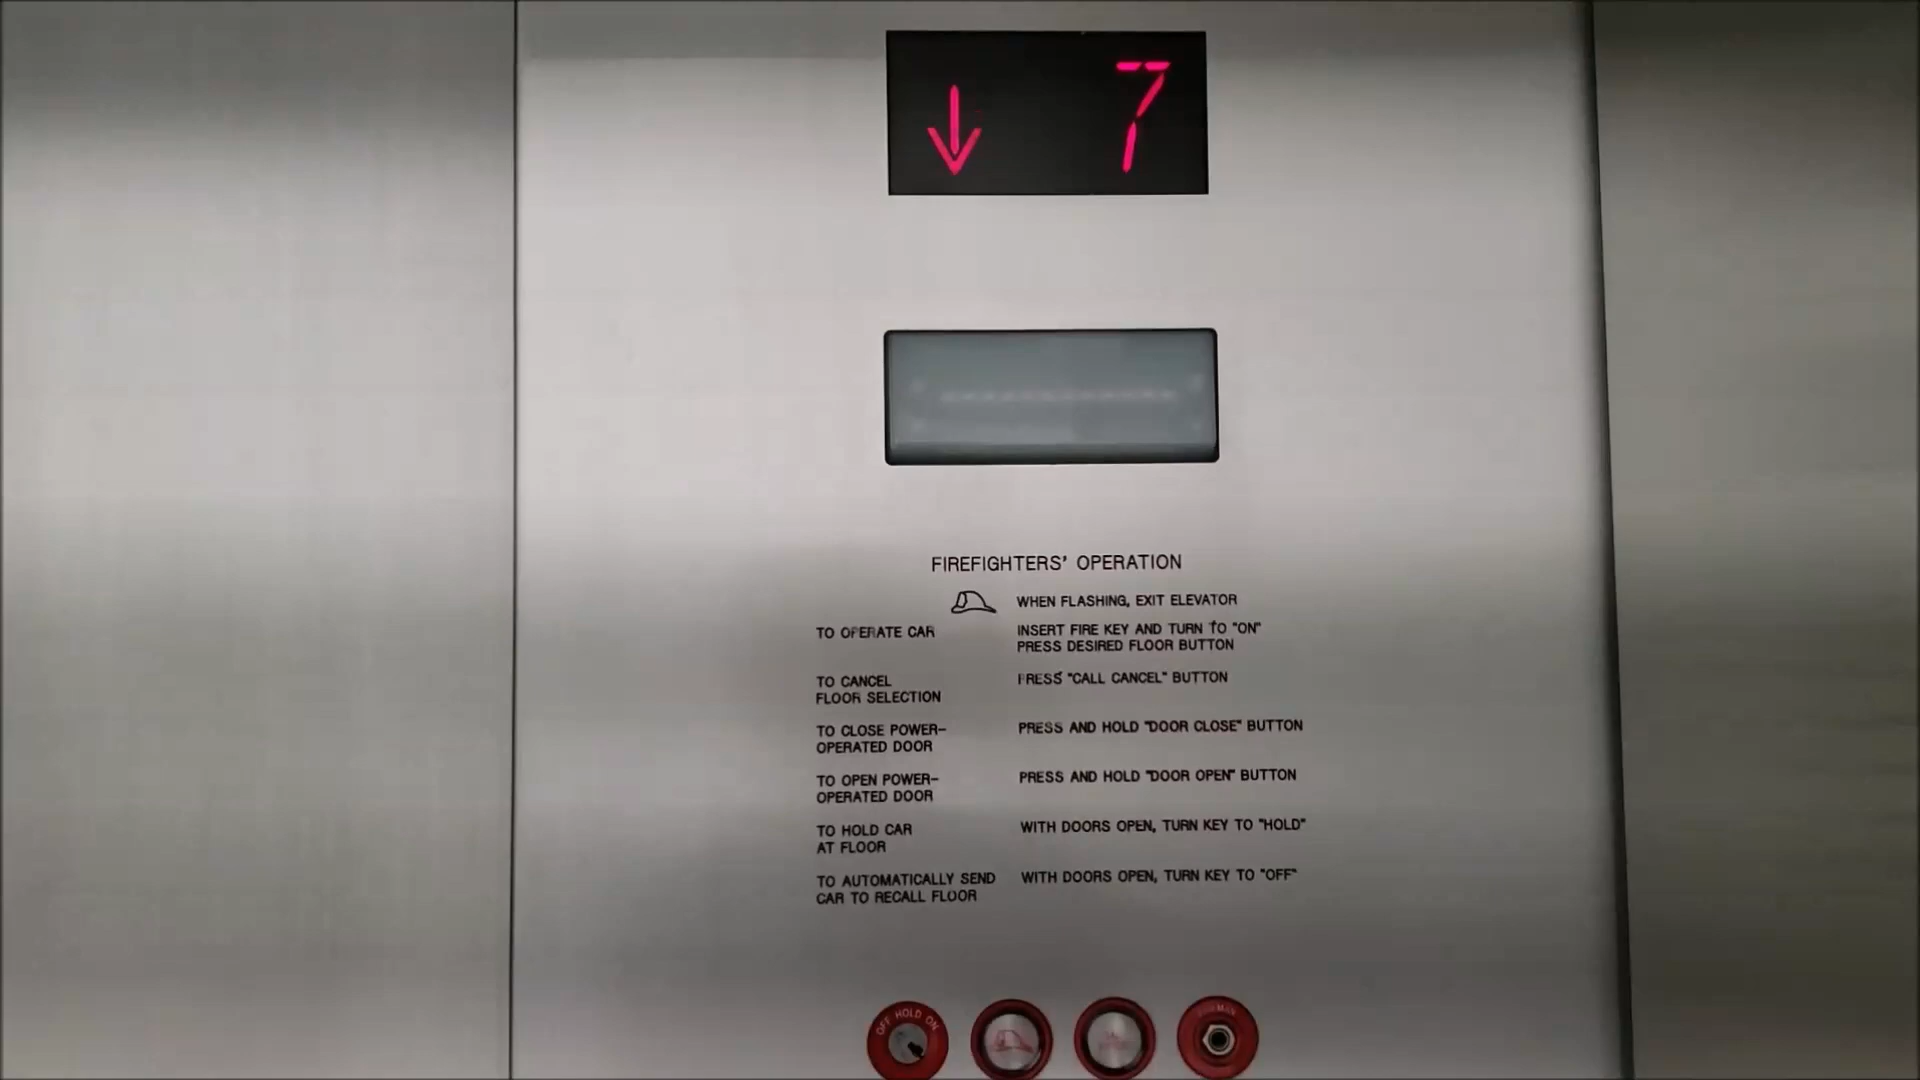 ↓ 7
FIREFIGHTERS' OPERATION
WHEN FLASHING, EXIT ELEVATOR
TO OPERATE CAR
INSERT FIRE KEY AND TURN TO "ON"
PRESS DESIRED FLOOR BUTTON
TO CANCEL
FLOOR SELECTION
PRESS "CALL CANCEL" BUTTON
TO CLOSE POWER-
OPERATED DOOR
PRESS AND HOLD "DOOR CLOSE" BUTTON
TO OPEN POWER-
OPERATED DOOR
PRESS AND HOLD "DOOR OPEN" BUTTON
TO HOLD CAR
AT FLOOR
WITH DOORS OPEN, TURN KEY TO "HOLD"
TO AUTOMATICALLY SEND
CAR TO RECALL FLOOR
WITH DOORS OPEN, TURN KEY TO "OFF"
OFF HOLD ON